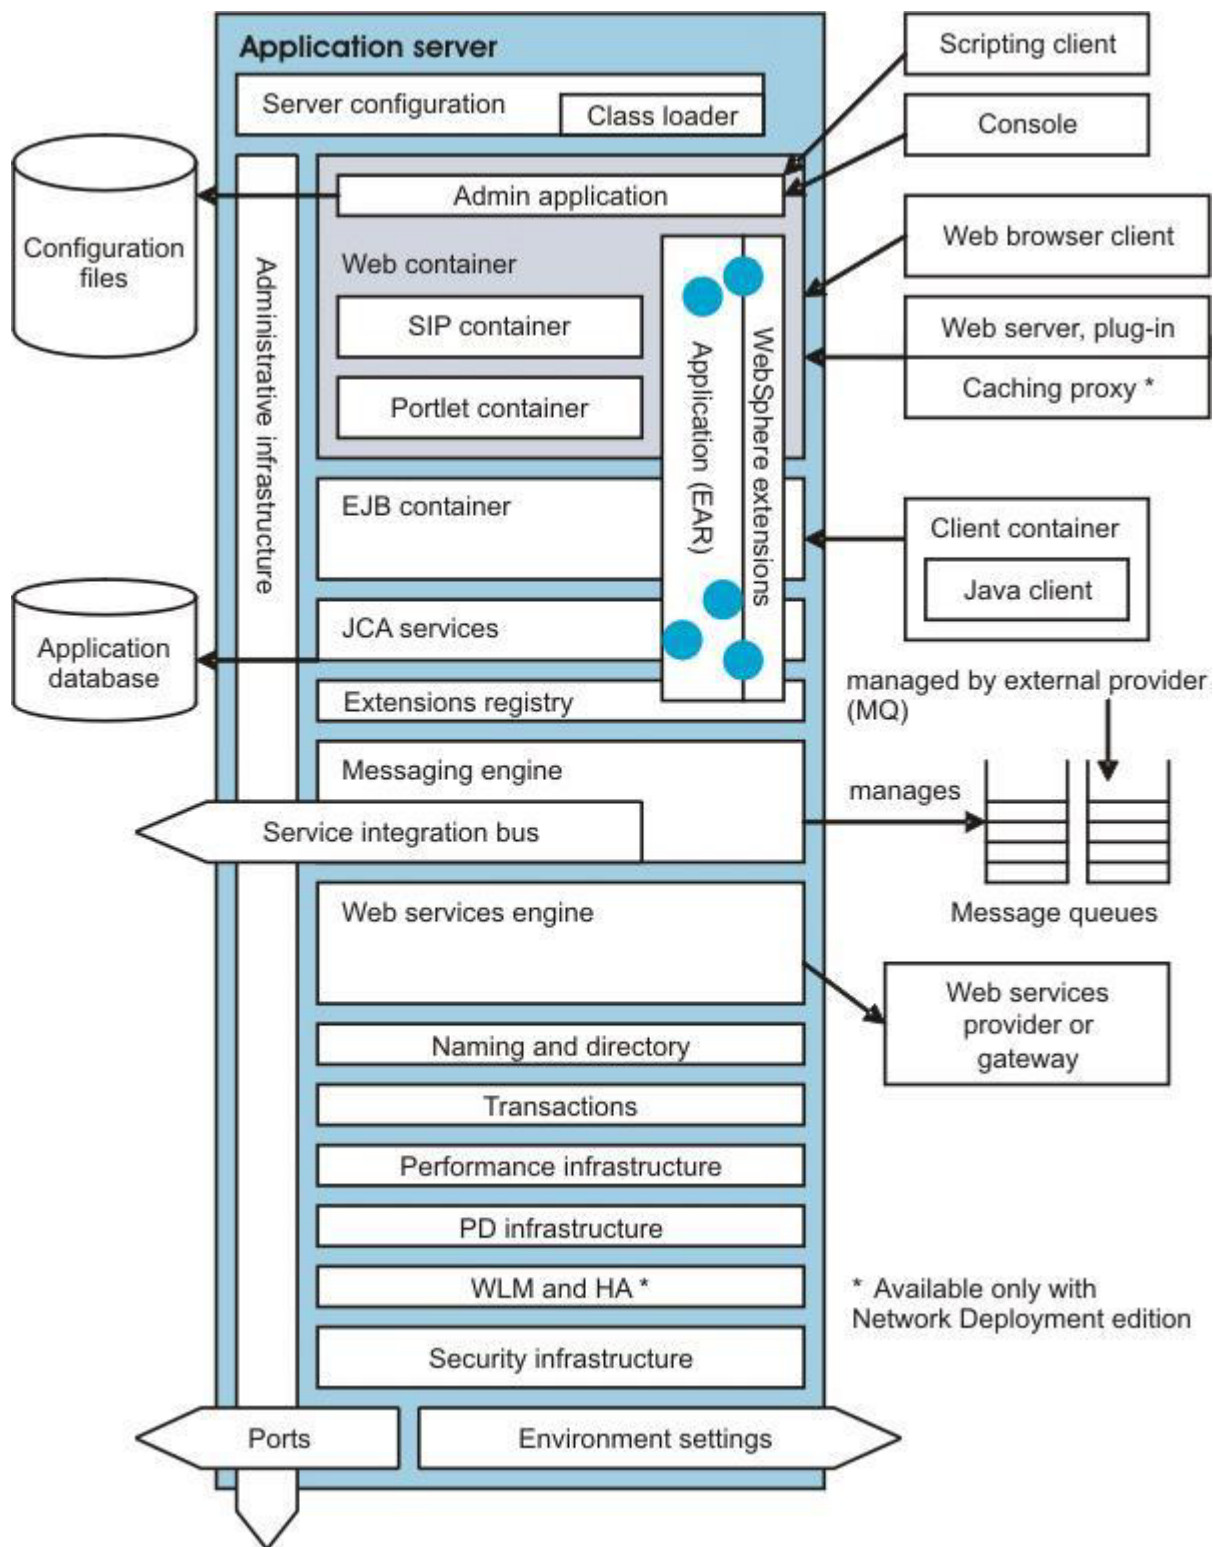 Application server
Server configuration
Class loader
Scripting client
Console
Configuration
files
Administrative infrastructure
Admin application
Web container
SIP container
Portlet container
Application (EAR)
WebSphere extensions
Web browser client
Web server, plug-in
Caching proxy *
EJB container
Client container
Java client
Application
database
JCA services
Extensions registry
managed by external provider
(MQ)
Messaging engine
manages
Service integration bus
Message queues
Web services engine
Web services
provider or
gateway
Naming and directory
Transactions
Performance infrastructure
PD infrastructure
WLM and HA *
* Available only with
Network Deployment edition
Security infrastructure
Ports
Environment settings